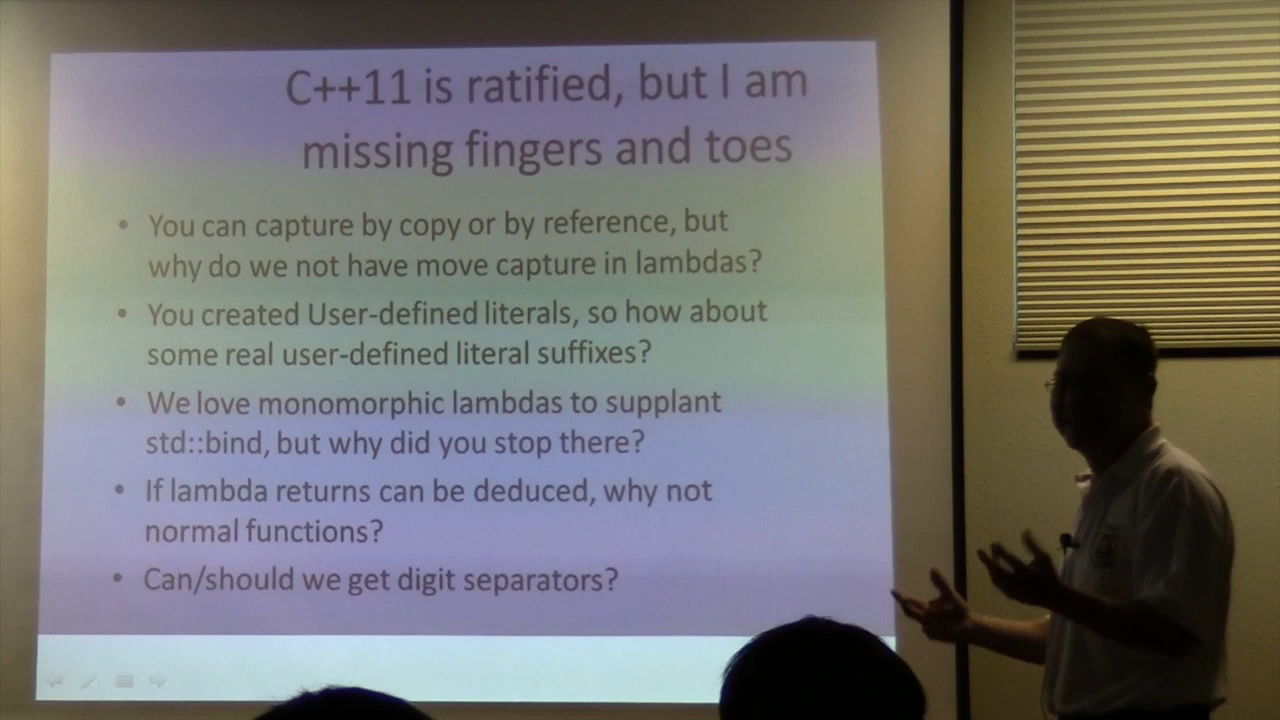 C++11 is ratified, but I am
missing fingers and toes
• You can capture by copy or by reference, but
why do we not have move capture in lambdas?
• You created User-defined literals, so how about
some real user-defined literal suffixes?
• We love monomorphic lambdas to supplant
std::bind, but why did you stop there?
• If lambda returns can be deduced, why not
normal functions?
• Can/should we get digit separators?